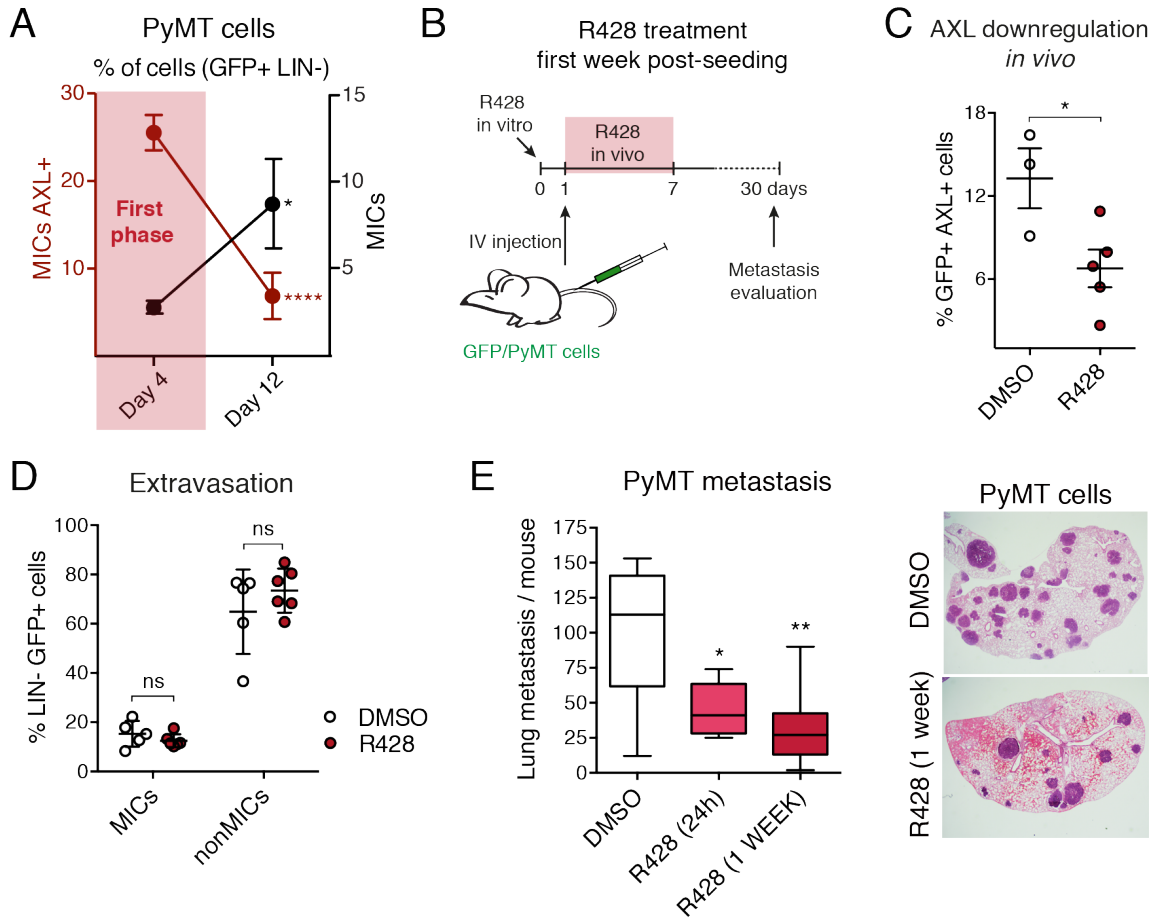 A
PyMT cells
% of cells (GFP+ LIN-)
30
20
10
MICs AXL+
15
10
5
MICs
First
phase
*
****
Day 4
Day 12
B
R428 treatment
first week post-seeding
R428
in vitro
R428
in vivo
0
1
7
30 days
IV injection
Metastasis
evaluation
GFP/PyMT cells
C
AXL downregulation
in vivo
% GFP+ AXL+ cells
18
12
6
*
DMSO
R428
D
Extravasation
% LIN- GFP+ cells
100
80
60
40
20
0
ns
ns
MICs
nonMICs
DMSO
R428
E
PyMT metastasis
Lung metastasis / mouse
175
150
125
100
75
50
25
0
*
**
DMSO
R428 (24h)
R428 (1 WEEK)
PyMT cells
DMSO
R428 (1 week)